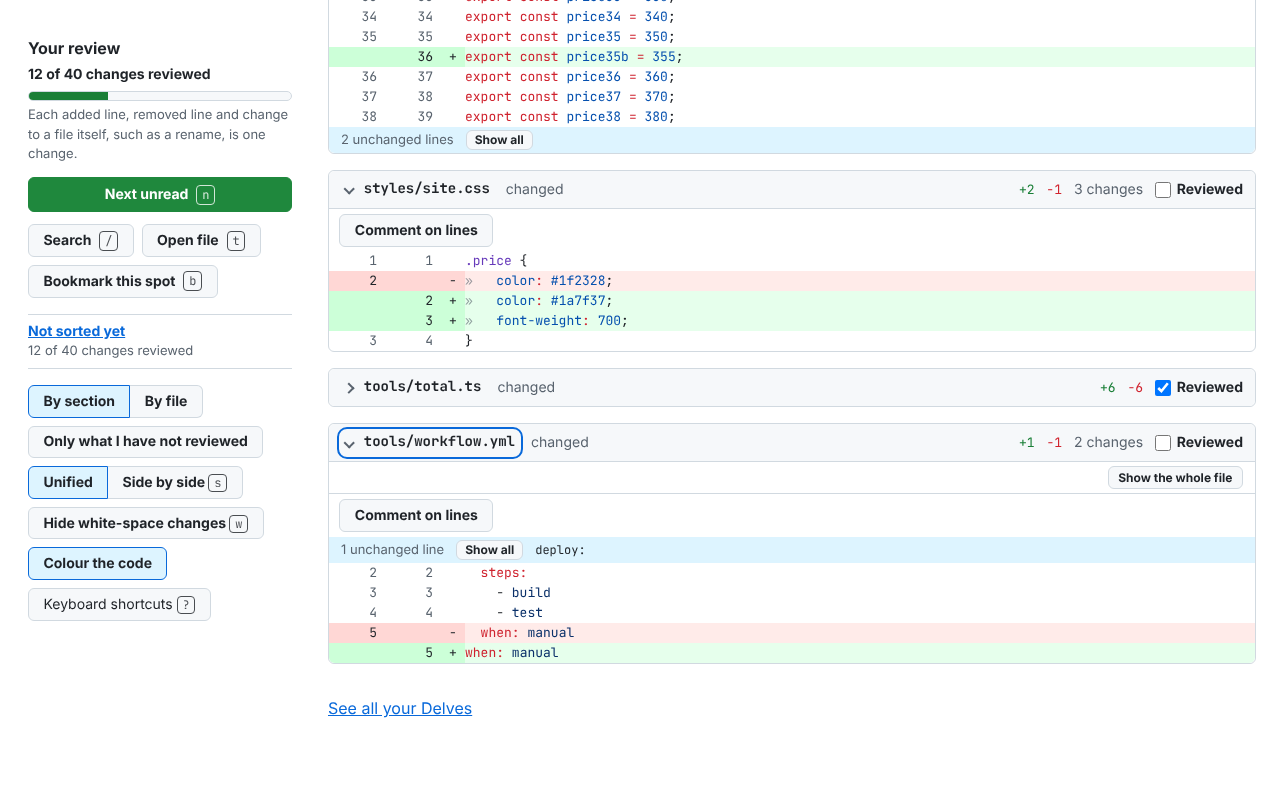 Your review
12 of 40 changes reviewed
Each added line, removed line and change
to a file itself, such as a rename, is one
change.
Next unread n
Search / Open file t
Bookmark this spot b
Not sorted yet
12 of 40 changes reviewed
By section By file
Only what I have not reviewed
Unified Side by side s
Hide white-space changes w
Colour the code
Keyboard shortcuts ?
34 34 export const price34 = 340;
35 35 export const price35 = 350;
36 + export const price35b = 355;
36 37 export const price36 = 360;
37 38 export const price37 = 370;
38 39 export const price38 = 380;
2 unchanged lines Show all
styles/site.css changed +2 -1 3 changes Reviewed
Comment on lines
1 1 .price {
2 - » color: #1f2328;
2 + » color: #1a7f37;
3 + » font-weight: 700;
3 4 }
tools/total.ts changed +6 -6 Reviewed
tools/workflow.yml changed +1 -1 2 changes Reviewed
Show the whole file
Comment on lines
1 unchanged line Show all deploy:
2 2 steps:
3 3 - build
4 4 - test
5 - when: manual
5 + when: manual
See all your Delves